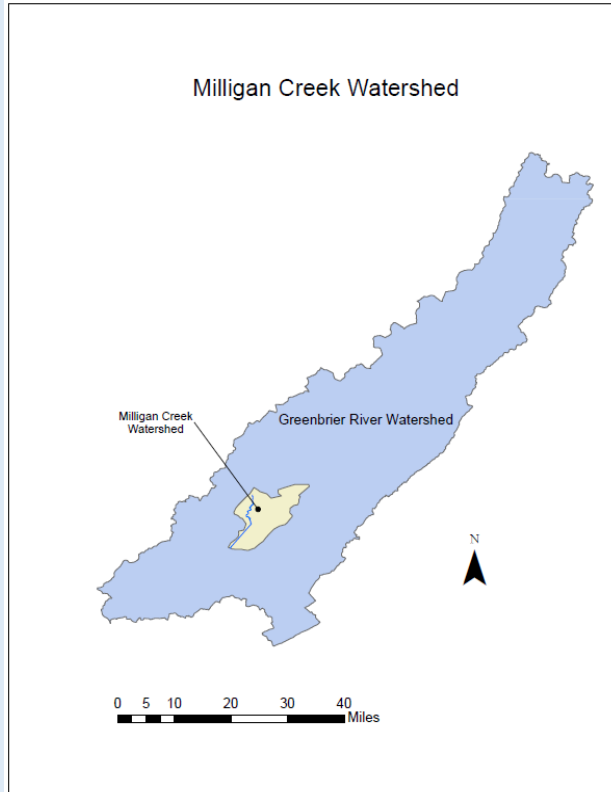 Milligan Creek Watershed
Milligan Creek
Watershed
Greenbrier River Watershed
N
0 5 10 20 30 40
Miles